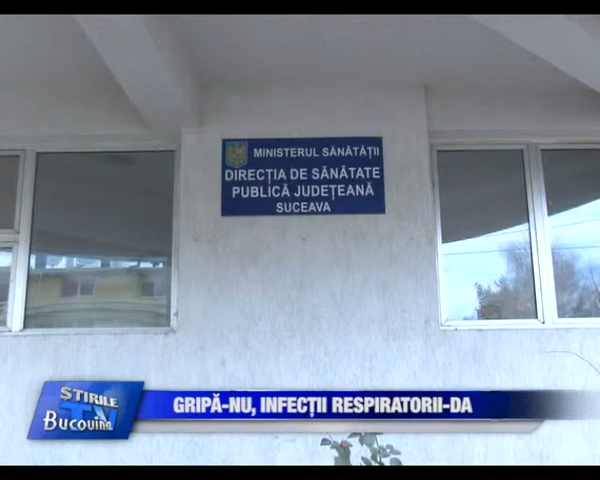 MINISTERUL SĂNĂTĂȚII
DIRECȚIA DE SĂNĂTATE
PUBLICĂ JUDEȚEANĂ
SUCEAVA
ȘTIRILE
TV
Bucovina
GRIPĂ-NU, INFECȚII RESPIRATORII-DA